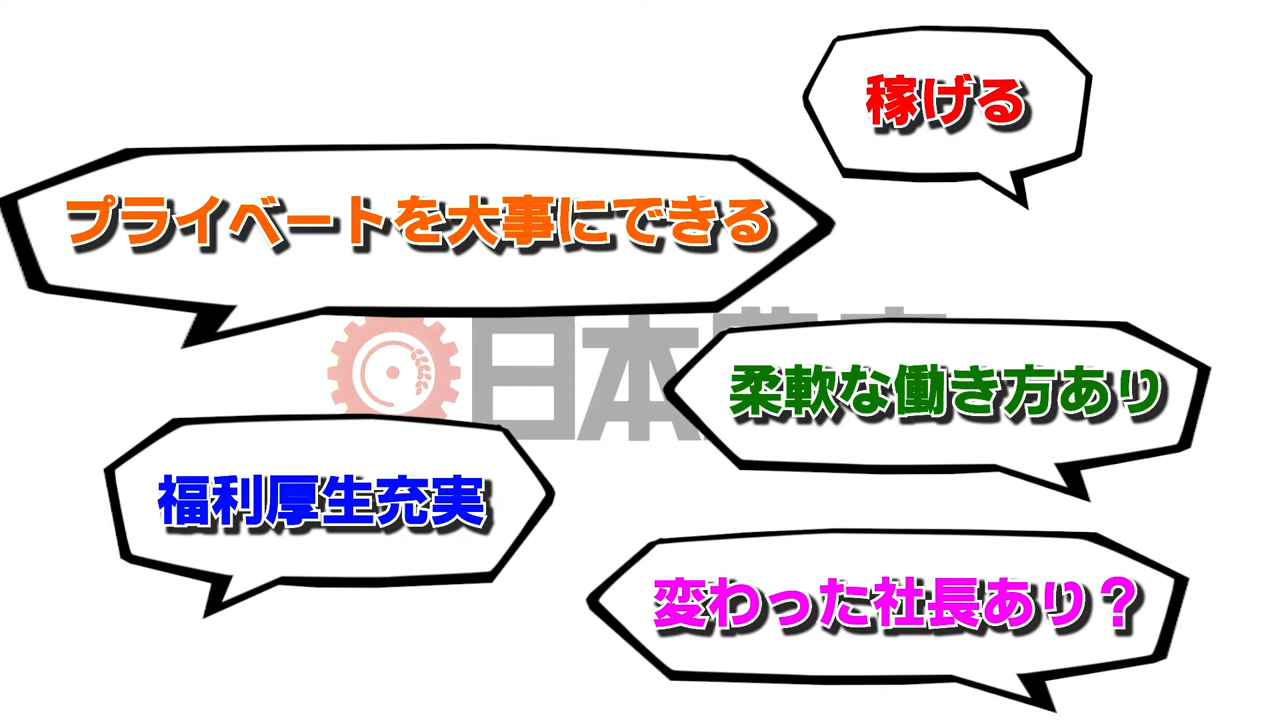 稼げる
プライベートを大事にできる
日本
柔軟な働き方あり
福利厚生充実
変わった社長あり？